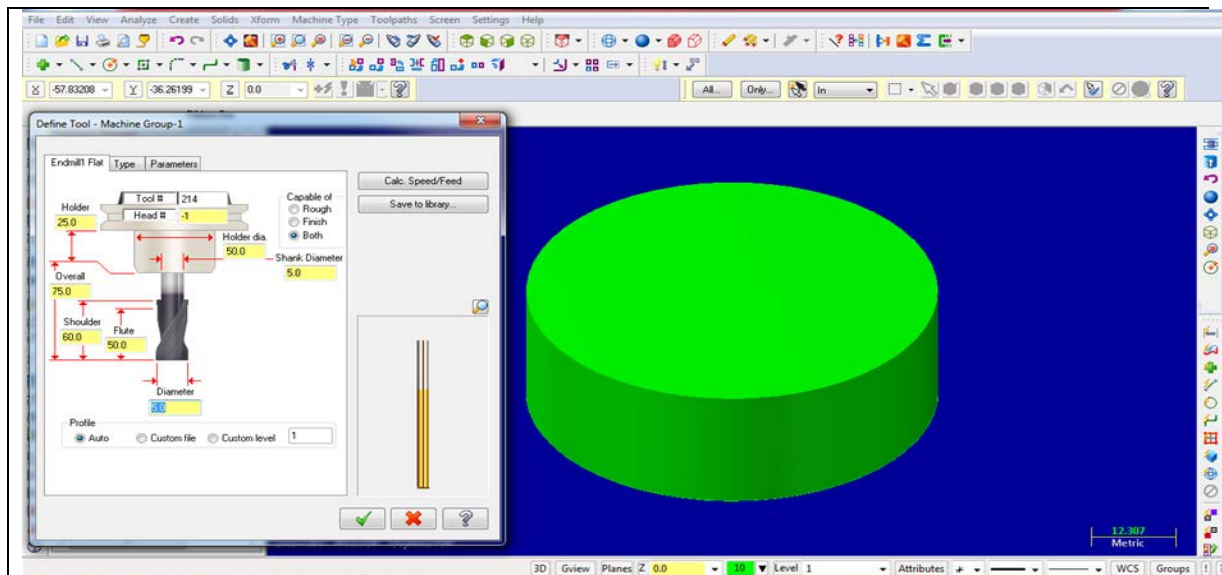 File Edit View Analyze Create Solids Xform Machine Type Toolpaths Screen Settings Help
X -57.83208 Y -36.26199 Z 0.0 All... Only... In
Define Tool - Machine Group-1
Endmill1 Flat Type Parameters
Calc. Speed/Feed
Save to library...
Tool # 214
Head # -1
Capable of
Rough
Finish
Both
Holder
25.0
Holder dia.
50.0
Shank Diameter
5.0
Overall
75.0
Shoulder
60.0
Flute
50.0
Diameter
5.0
Profile
Auto Custom file Custom level 1
12.307
Metric
3D Gview Planes Z 0.0 10 Level 1 Attributes WCS Groups